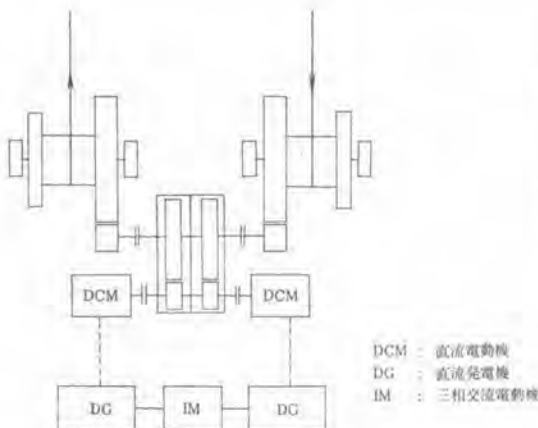 DCM
DCM
DG
IM
DG
DCM : 直流電動機
DG : 直流発電機
IM : 三相交流電動機